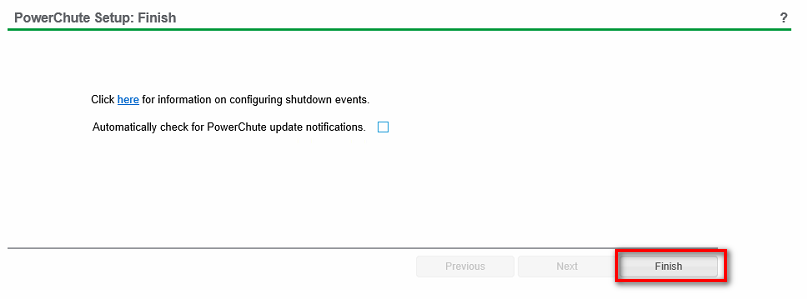 PowerChute Setup: Finish ?
Click here for information on configuring shutdown events.
Automatically check for PowerChute update notifications.
Previous Next Finish